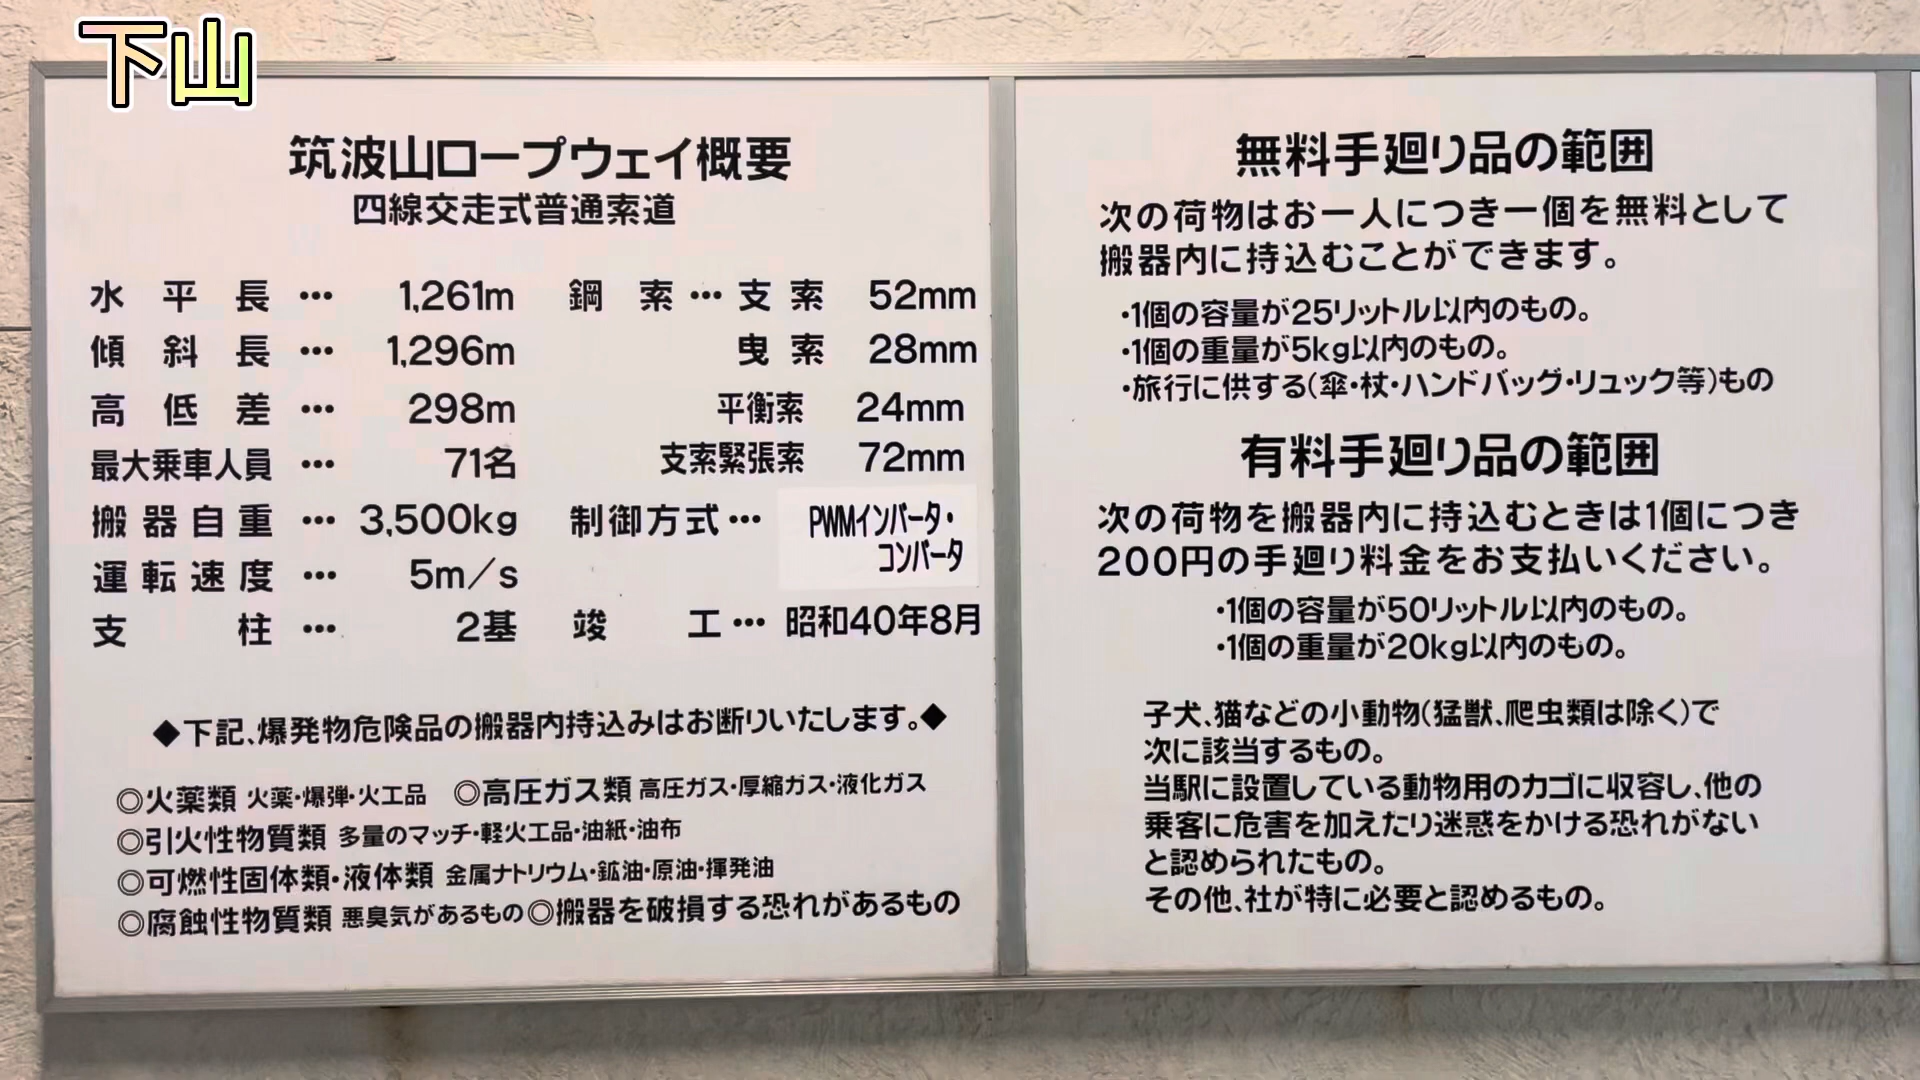 下山
筑波山ロープウェイ概要
四線交走式普通索道
水平長 … 1,261m
傾斜長 … 1,296m
高低差 … 298m
最大乗車人員 … 71名
搬器自重 … 3,500kg
運転速度 … 5m/s
支柱 … 2基
鋼索…支索 52mm
曳索 28mm
平衡索 24mm
支索緊張索 72mm
制御方式… PWMインバータ・
コンバータ
竣工… 昭和40年8月
◆下記、爆発物危険品の搬器内持込みはお断りいたします。◆
◎火薬類 火薬・爆弾・火工品 ◎高圧ガス類 高圧ガス・厚縮ガス・液化ガス
◎引火性物質類 多量のマッチ・軽火工品・油紙・油布
◎可燃性固体類・液体類 金属ナトリウム・鉱油・原油・揮発油
◎腐蝕性物質類 悪臭気があるもの◎搬器を破損する恐れがあるもの
無料手廻り品の範囲
次の荷物はお一人につき一個を無料として
搬器内に持込むことができます。
・1個の容量が25リットル以内のもの。
・1個の重量が5kg以内のもの。
・旅行に供する(傘・杖・ハンドバッグ・リュック等)もの
有料手廻り品の範囲
次の荷物を搬器内に持込むときは1個につき
200円の手廻り料金をお支払いください。
・1個の容量が50リットル以内のもの。
・1個の重量が20kg以内のもの。
子犬、猫などの小動物(猛獣、爬虫類は除く)で
次に該当するもの。
当駅に設置している動物用のカゴに収容し、他の
乗客に危害を加えたり迷惑をかける恐れがない
と認められたもの。
その他、社が特に必要と認めるもの。